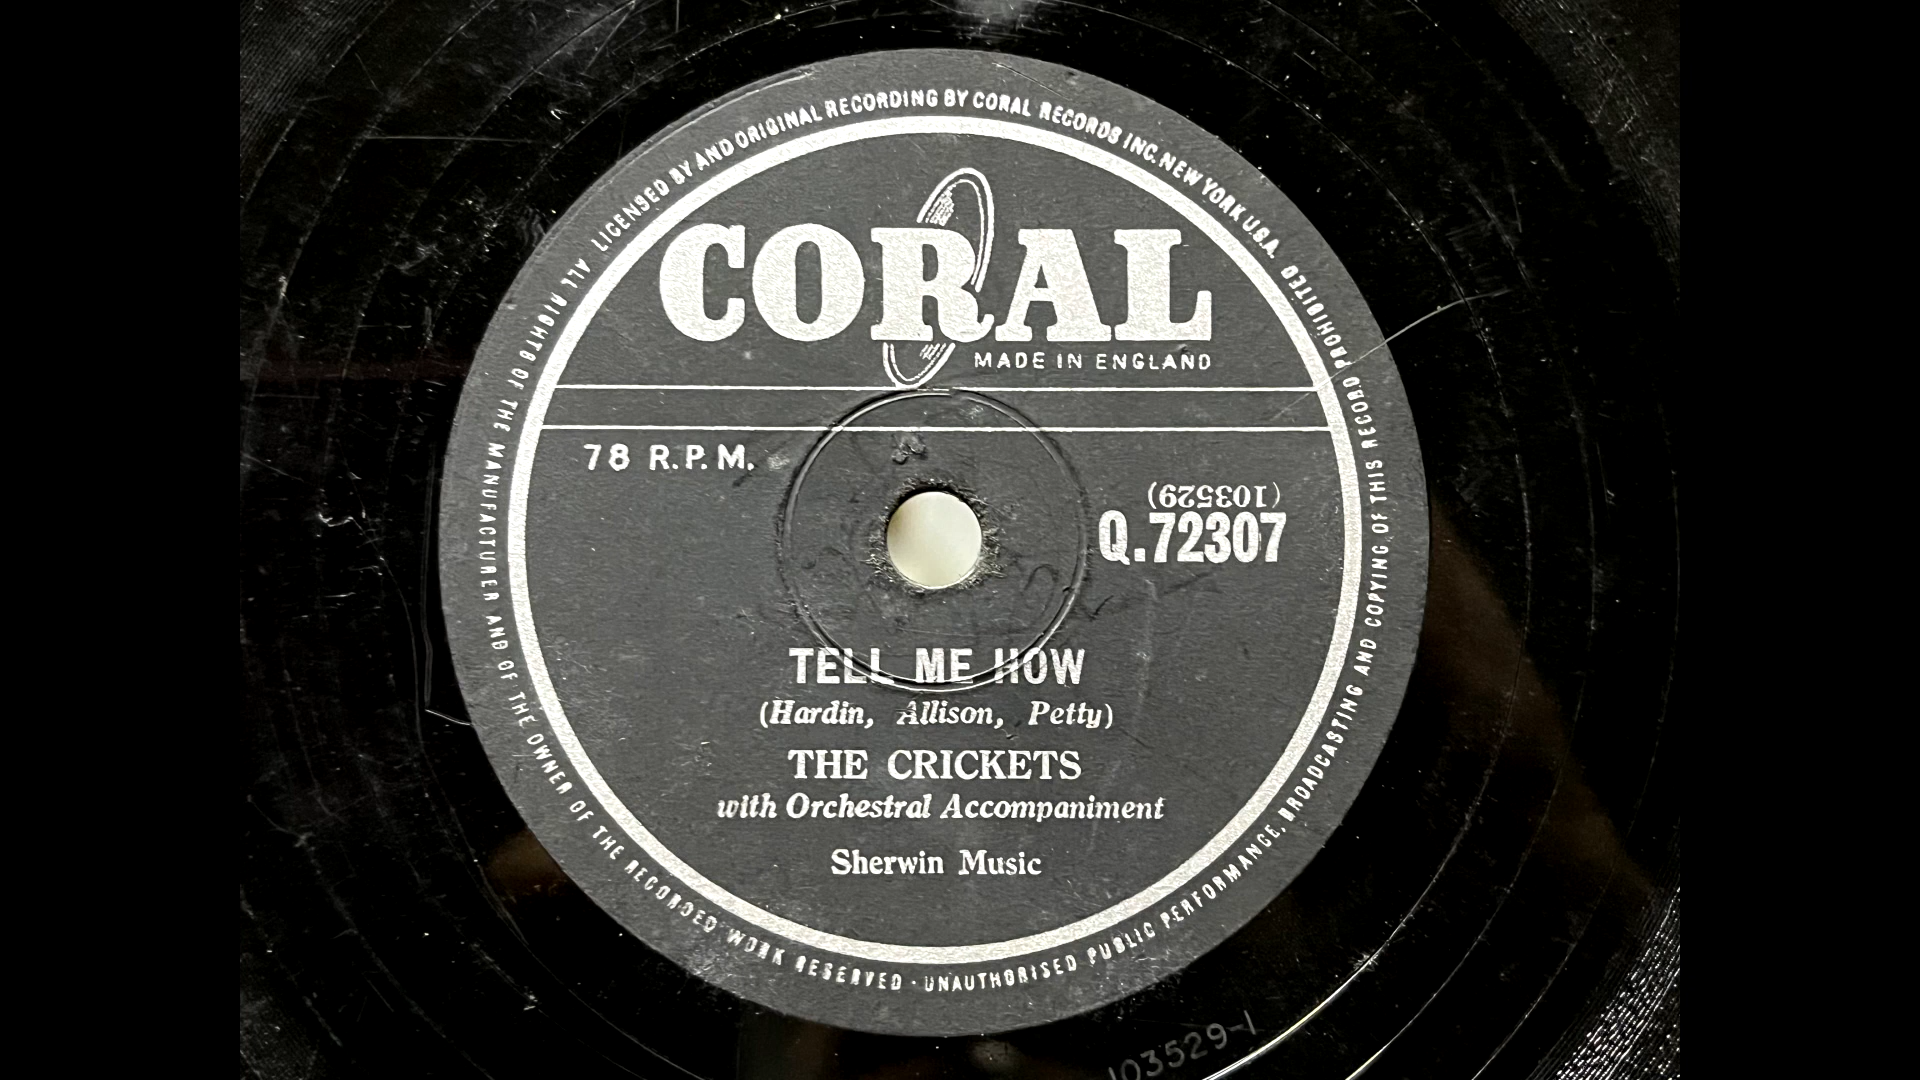 LICENSED BY AND ORIGINAL RECORDING BY CORAL RECORDS INC. NEW YORK U.S.A.
CORAL
MADE IN ENGLAND
78 R.P.M.
(103529)
Q.72307
TELL ME HOW
(Hardin, Allison, Petty)
THE CRICKETS
with Orchestral Accompaniment
Sherwin Music
ALL RIGHTS OF THE MANUFACTURER AND OF THE OWNER OF THE RECORDED WORK RESERVED · UNAUTHORISED PUBLIC PERFORMANCE, BROADCASTING AND COPYING OF THIS RECORD PROHIBITED
103529-1